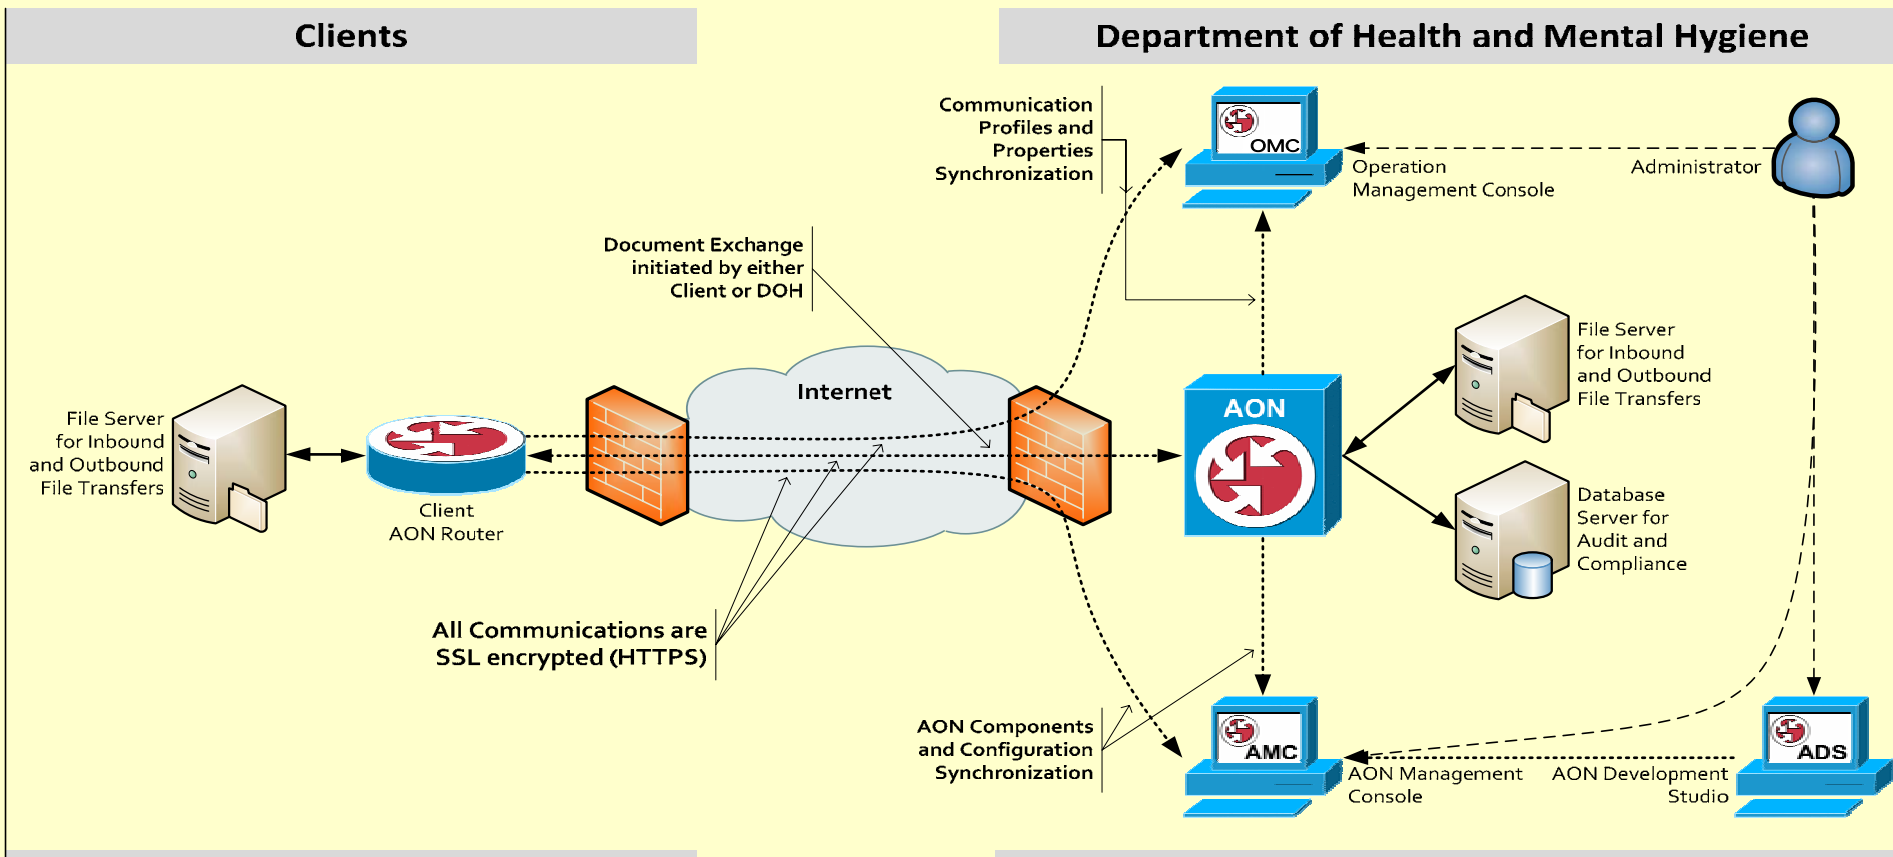 Clients
Department of Health and Mental Hygiene
Communication
Profiles and
Properties
Synchronization
OMC
Operation
Management Console
Administrator
Document Exchange
initiated by either
Client or DOH
Internet
File Server
for Inbound
and Outbound
File Transfers
Client
AON Router
AON
File Server
for Inbound
and Outbound
File Transfers
Database
Server for
Audit and
Compliance
All Communications are
SSL encrypted (HTTPS)
AON Components
and Configuration
Synchronization
AMC
AON Management
Console
AON Development
Studio
ADS